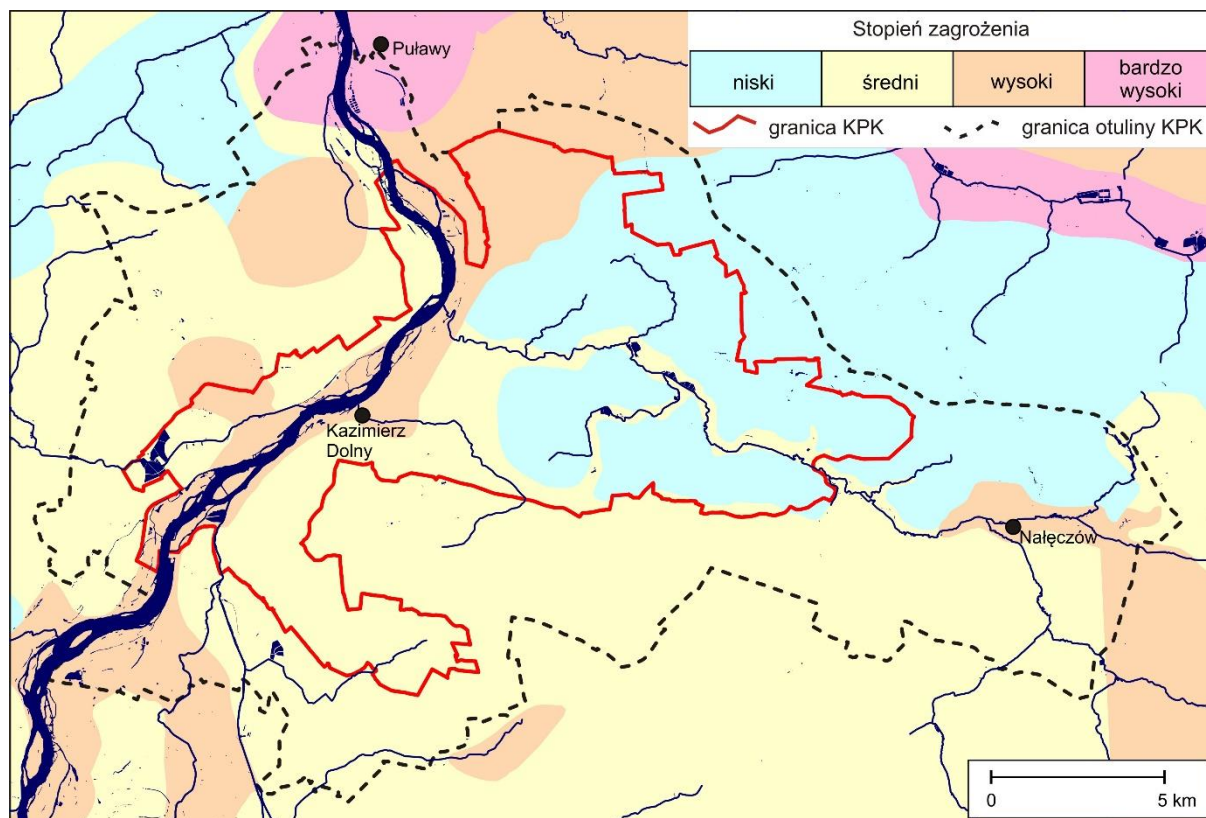 Stopień zagrożenia
niski
średni
wysoki
bardzo
wysoki
granica KPK
granica otuliny KPK
Puławy
Kazimierz
Dolny
Nałęczów
0
5 km